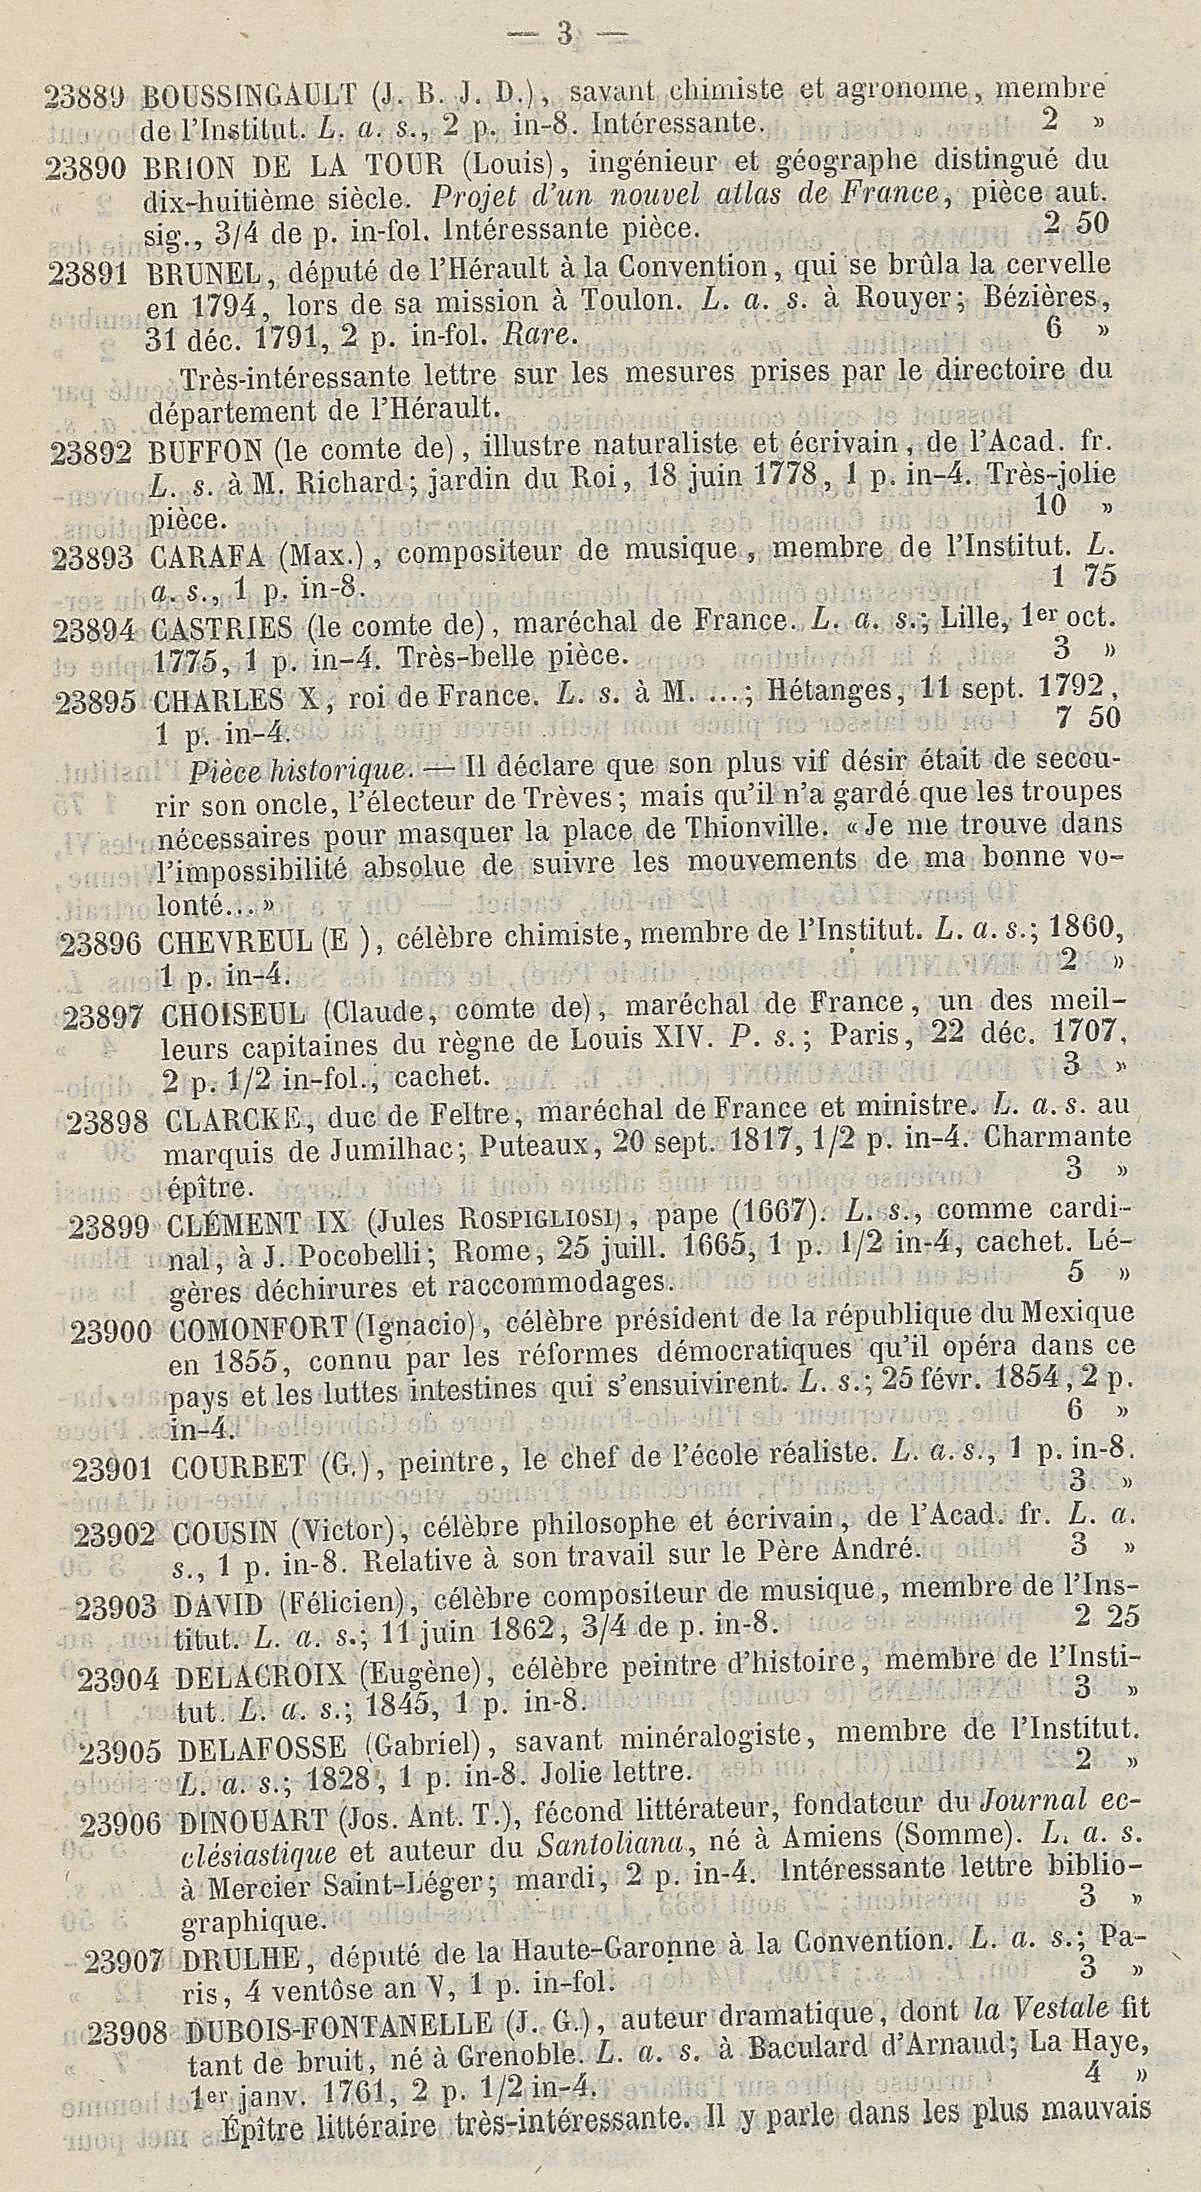 — 3 —
23889 BOUSSINGAULT (J. B. J. D.), savant chimiste et agronome, membre
de l'Institut. L. a. s., 2 p. in-8. Intéressante. 2 »
23890 BRION DE LA TOUR (Louis), ingénieur et géographe distingué du
dix-huitième siècle. Projet d'un nouvel atlas de France, pièce aut.
sig., 3/4 de p. in-fol. Intéressante pièce. 2 50
23891 BRUNEL, député de l'Hérault à la Convention, qui se brûla la cervelle
en 1794, lors de sa mission à Toulon. L. a. s. à Rouyer; Bézières,
31 déc. 1791, 2 p. in-fol. Rare. 6 »
Très-intéressante lettre sur les mesures prises par le directoire du
département de l'Hérault.
23892 BUFFON (le comte de), illustre naturaliste et écrivain, de l'Acad. fr.
L. s. à M. Richard; jardin du Roi, 18 juin 1778, 1 p. in-4. Très-jolie
pièce. 10 »
23893 CARAFA (Max.), compositeur de musique, membre de l'Institut. L.
a. s., 1 p. in-8. 1 75
23894 CASTRIES (le comte de), maréchal de France. L. a. s.; Lille, 1er oct.
1775, 1 p. in-4. Très-belle pièce. 3 »
23895 CHARLES X, roi de France. L. s. à M. ...; Hétanges, 11 sept. 1792,
1 p. in-4. 7 50
Pièce historique. — Il déclare que son plus vif désir était de secou-
rir son oncle, l'électeur de Trèves; mais qu'il n'a gardé que les troupes
nécessaires pour masquer la place de Thionville. «Je me trouve dans
l'impossibilité absolue de suivre les mouvements de ma bonne vo-
lonté...»
23896 CHEVREUL (E ), célèbre chimiste, membre de l'Institut. L. a. s.; 1860,
1 p. in-4. 2 »
23897 CHOISEUL (Claude, comte de), maréchal de France, un des meil-
leurs capitaines du règne de Louis XIV. P. s.; Paris, 22 déc. 1707,
2 p. 1/2 in-fol., cachet. 3 »
23898 CLARCKE, duc de Feltre, maréchal de France et ministre. L. a. s. au
marquis de Jumilhac; Puteaux, 20 sept. 1817, 1/2 p. in-4. Charmante
épître. 3 »
23899 CLÉMENT IX (Jules ROSPIGLIOSI), pape (1667). L. s., comme cardi-
nal, à J. Pocobelli; Rome, 25 juill. 1665, 1 p. 1/2 in-4, cachet. Lé-
gères déchirures et raccommodages. 5 »
23900 COMONFORT (Ignacio), célèbre président de la république du Mexique
en 1855, connu par les réformes démocratiques qu'il opéra dans ce
pays et les luttes intestines qui s'ensuivirent. L. s.; 25 févr. 1854, 2 p.
in-4. 6 »
23901 COURBET (G.), peintre, le chef de l'école réaliste. L. a. s., 1 p. in-8.
3 »
23902 COUSIN (Victor), célèbre philosophe et écrivain, de l'Acad. fr. L. a.
s., 1 p. in-8. Relative à son travail sur le Père André. 3 »
23903 DAVID (Félicien), célèbre compositeur de musique, membre de l'Ins-
titut. L. a. s.; 11 juin 1862, 3/4 de p. in-8. 2 25
23904 DELACROIX (Eugène), célèbre peintre d'histoire, membre de l'Insti-
tut. L. a. s.; 1845, 1 p. in-8. 3 »
23905 DELAFOSSE (Gabriel), savant minéralogiste, membre de l'Institut.
L. a. s.; 1828, 1 p. in-8. Jolie lettre. 2 »
23906 DINOUART (Jos. Ant. T.), fécond littérateur, fondateur du Journal ec-
clésiastique et auteur du Santoliana, né à Amiens (Somme). L. a. s.
à Mercier Saint-Léger; mardi, 2 p. in-4. Intéressante lettre biblio-
graphique. 3 »
23907 DRULHE, député de la Haute-Garonne à la Convention. L. a. s.; Pa-
ris, 4 ventôse an V, 1 p. in-fol. 3 »
23908 DUBOIS-FONTANELLE (J. G.), auteur dramatique, dont la Vestale fit
tant de bruit, né à Grenoble. L. a. s. à Baculard d'Arnaud; La Haye,
1er janv. 1761, 2 p. 1/2 in-4. 4 »
Épître littéraire très-intéressante. Il y parle dans les plus mauvais